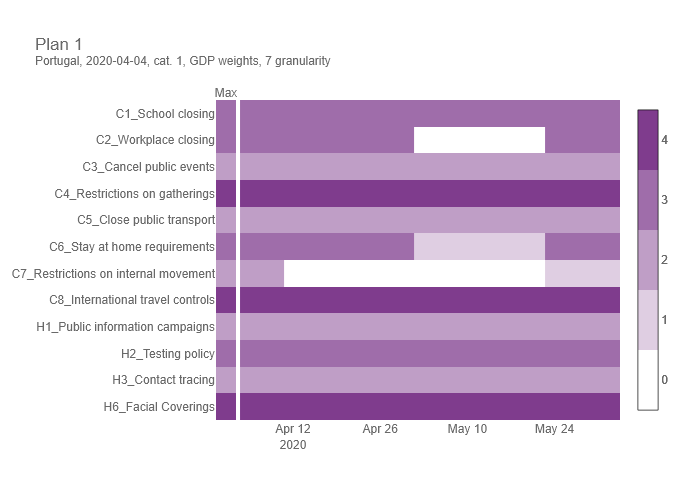 Plan 1
Portugal, 2020-04-04, cat. 1, GDP weights, 7 granularity
Max
C1_School closing
C2_Workplace closing
C3_Cancel public events
C4_Restrictions on gatherings
C5_Close public transport
C6_Stay at home requirements
C7_Restrictions on internal movement
C8_International travel controls
H1_Public information campaigns
H2_Testing policy
H3_Contact tracing
H6_Facial Coverings
Apr 12 Apr 26 May 10 May 24
2020
4
3
2
1
0